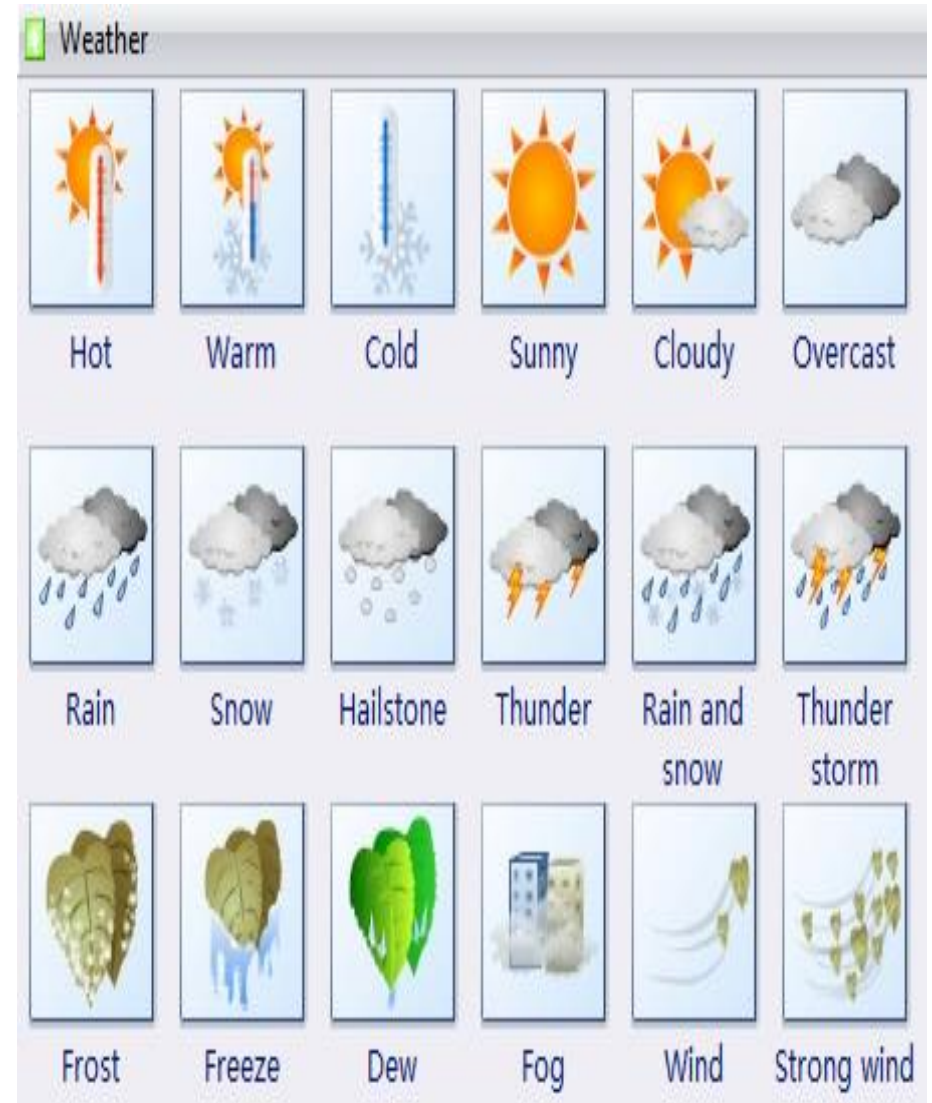 Weather
Hot Warm Cold Sunny Cloudy Overcast
Rain Snow Hailstone Thunder Rain and Thunder
snow storm
Frost Freeze Dew Fog Wind Strong wind